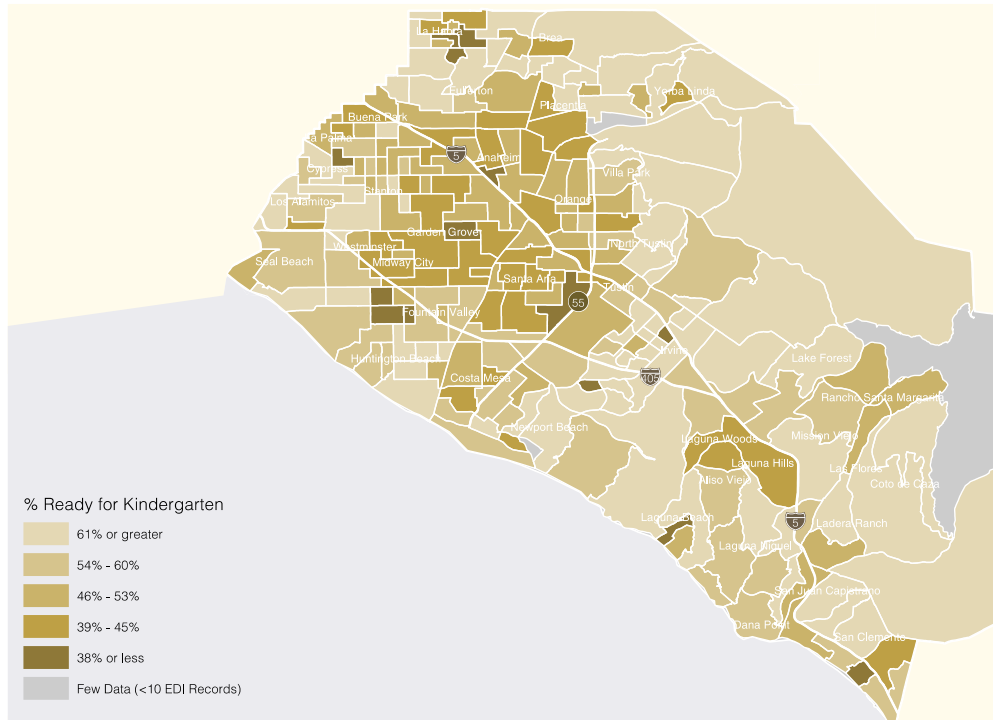 La Habra
Brea
Fullerton
Placentia
Yorba Linda
Buena Park
La Palma
5
Anaheim
Cypress
Villa Park
Stanton
Los Alamitos
Orange
Garden Grove
Westminster
North Tustin
Seal Beach
Midway City
Santa Ana
Tustin
55
Fountain Valley
Huntington Beach
Irvine
Lake Forest
405
Costa Mesa
Rancho Santa Margarita
Newport Beach
Laguna Woods
Mission Viejo
Laguna Hills
Las Flores
Aliso Viejo
Coto de Caza
Laguna Beach
5
Ladera Ranch
Laguna Niguel
San Juan Capistrano
Dana Point
San Clemente
% Ready for Kindergarten
61% or greater
54% - 60%
46% - 53%
39% - 45%
38% or less
Few Data (<10 EDI Records)